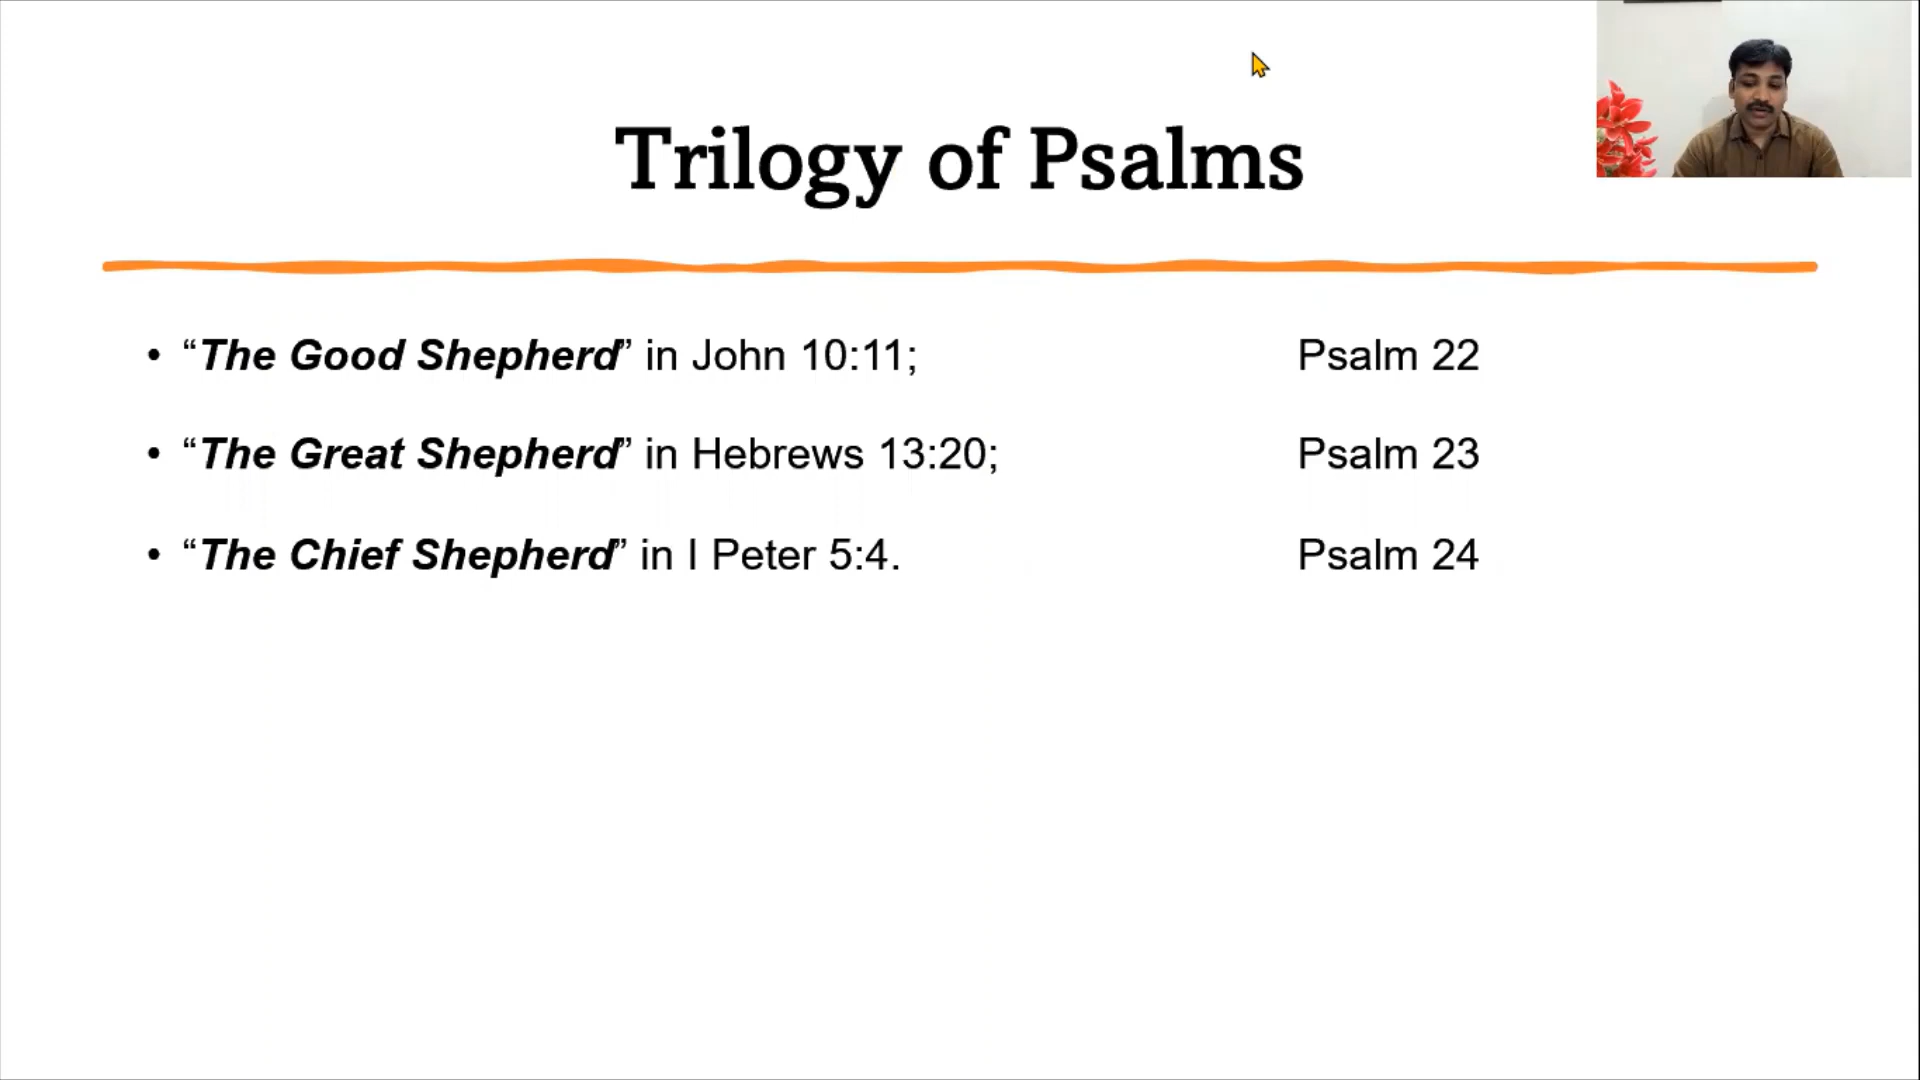 Trilogy of Psalms
• “The Good Shepherd” in John 10:11; Psalm 22
• “The Great Shepherd” in Hebrews 13:20; Psalm 23
• “The Chief Shepherd” in I Peter 5:4. Psalm 24